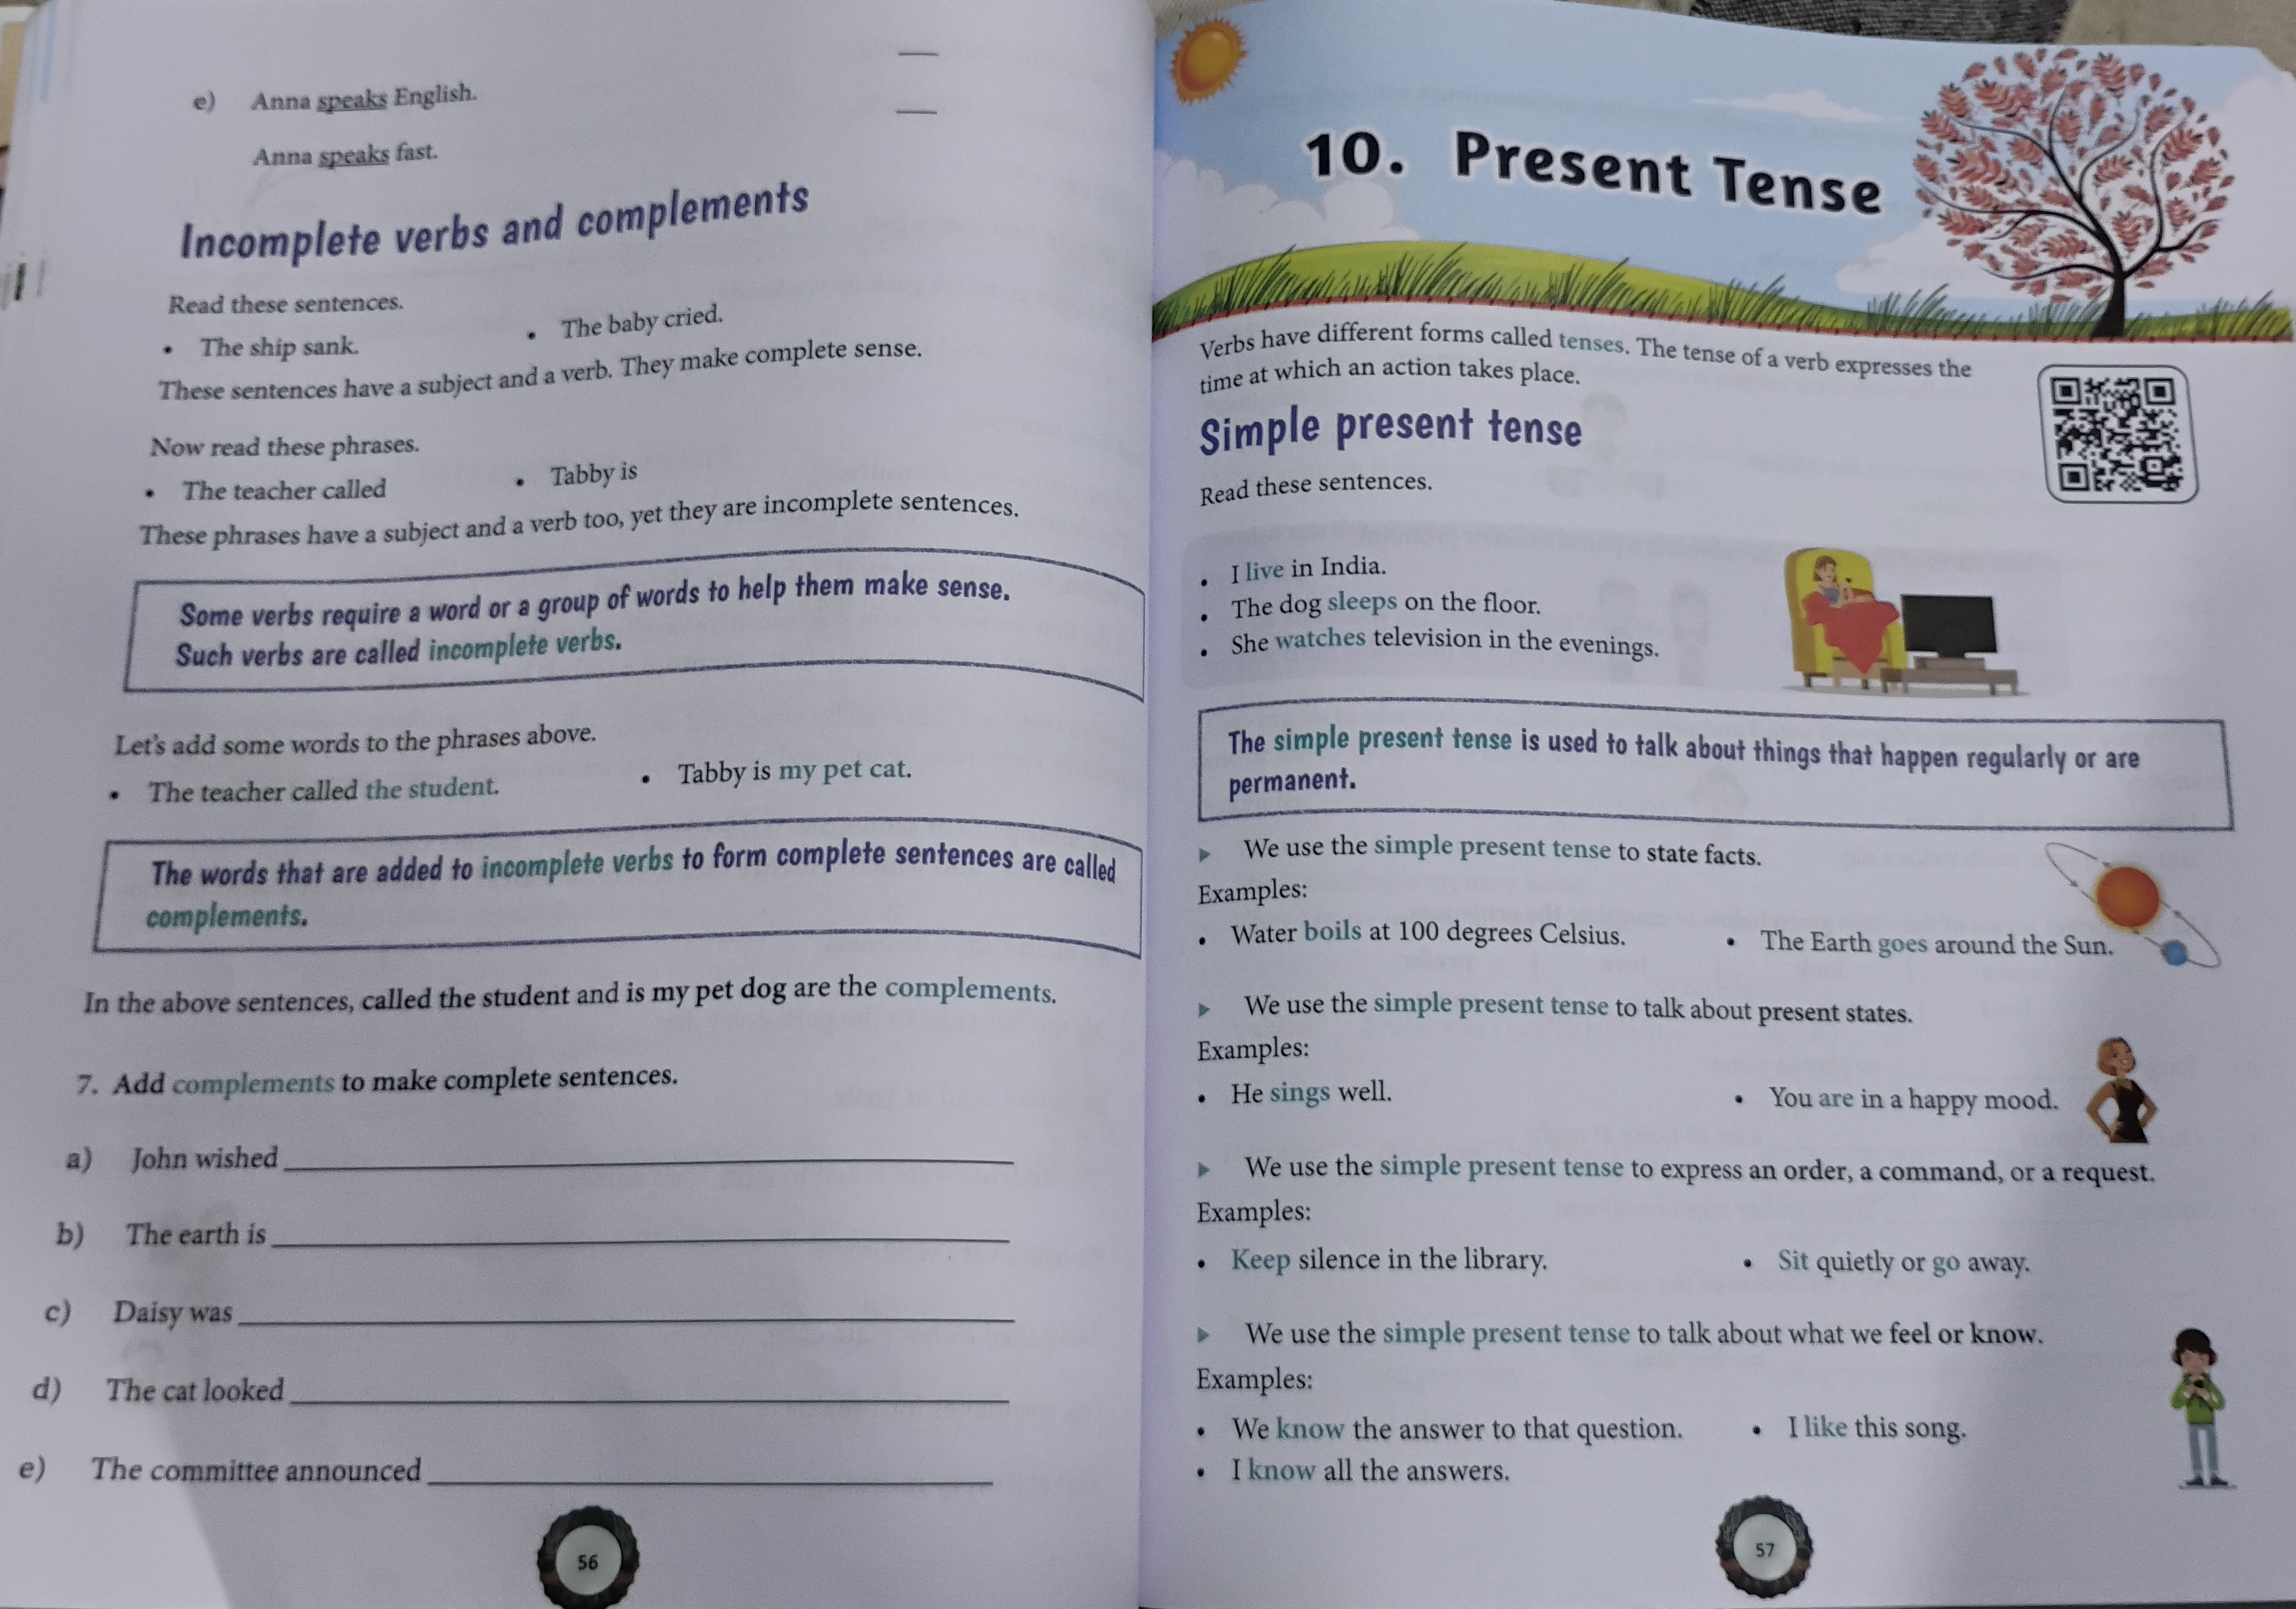 e) Anna speaks English. ___
Anna speaks fast. ___
Incomplete verbs and complements
Read these sentences.
• The ship sank. • The baby cried.
These sentences have a subject and a verb. They make complete sense.
Now read these phrases.
• The teacher called • Tabby is
These phrases have a subject and a verb too, yet they are incomplete sentences.
Some verbs require a word or a group of words to help them make sense.
Such verbs are called incomplete verbs.
Let's add some words to the phrases above.
• The teacher called the student. • Tabby is my pet cat.
The words that are added to incomplete verbs to form complete sentences are called
complements.
In the above sentences, called the student and is my pet dog are the complements.
7. Add complements to make complete sentences.
a) John wished ___
b) The earth is ___
c) Daisy was ___
d) The cat looked ___
e) The committee announced ___
56
10. Present Tense
Verbs have different forms called tenses. The tense of a verb expresses the
time at which an action takes place.
Simple present tense
Read these sentences.
• I live in India.
• The dog sleeps on the floor.
• She watches television in the evenings.
The simple present tense is used to talk about things that happen regularly or are
permanent.
▸ We use the simple present tense to state facts.
Examples:
• Water boils at 100 degrees Celsius. • The Earth goes around the Sun.
▸ We use the simple present tense to talk about present states.
Examples:
• He sings well. • You are in a happy mood.
▸ We use the simple present tense to express an order, a command, or a request.
Examples:
• Keep silence in the library. • Sit quietly or go away.
▸ We use the simple present tense to talk about what we feel or know.
Examples:
• We know the answer to that question. • I like this song.
• I know all the answers.
57